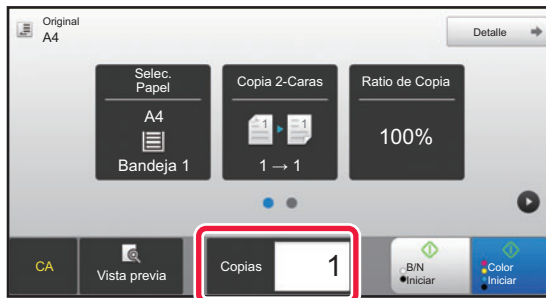 Original
A4
Detalle
Selec.
Papel
A4
Bandeja 1
Copia 2-Caras
1 1
1 → 1
Ratio de Copia
100%
CA
Vista previa
Copias
1
B/N
Iniciar
Color
Iniciar